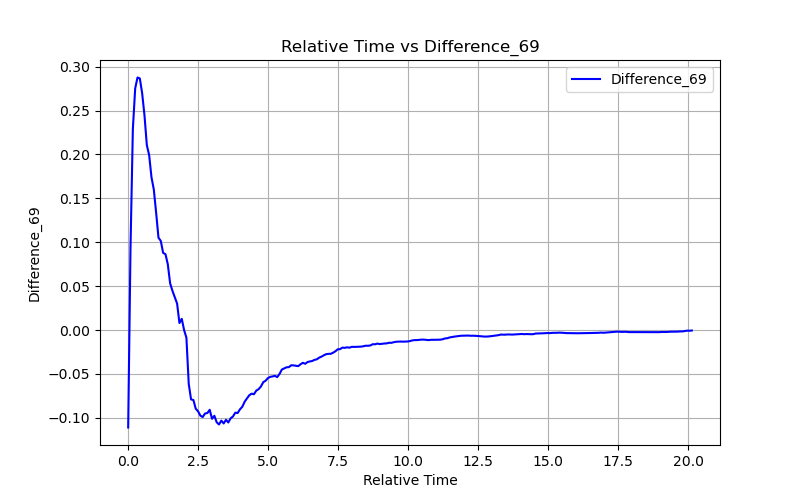 Relative Time vs Difference_69
Difference_69
0.30
0.25
0.20
0.15
0.10
0.05
0.00
−0.05
−0.10
Difference_69
0.0 2.5 5.0 7.5 10.0 12.5 15.0 17.5 20.0
Relative Time